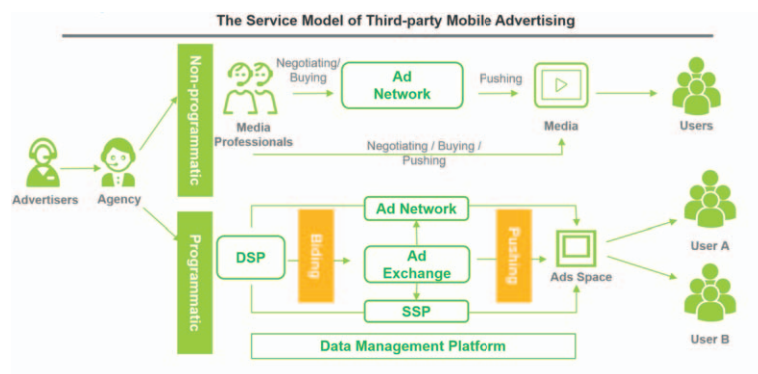 The Service Model of Third-party Mobile Advertising
Non-programmatic
Negotiating/
Buying
Ad
Network
Pushing
Media
Professionals
Media
Users
Negotiating / Buying /
Pushing
Advertisers
Agency
Programmatic
DSP
Biding
Ad Network
Ad
Exchange
SSP
Pushing
Ads Space
User A
User B
Data Management Platform